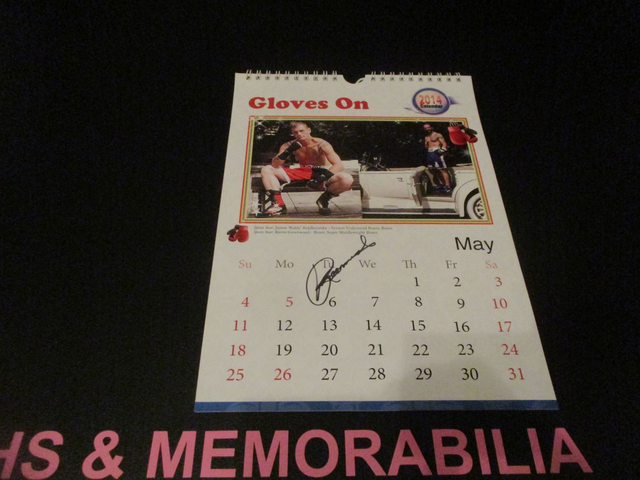 Gloves On
2014
Calendar
May
Su Mo Tu We Th Fr Sa
1 2 3
4 5 6 7 8 9 10
11 12 13 14 15 16 17
18 19 20 21 22 23 24
25 26 27 28 29 30 31
HS & MEMORABILIA